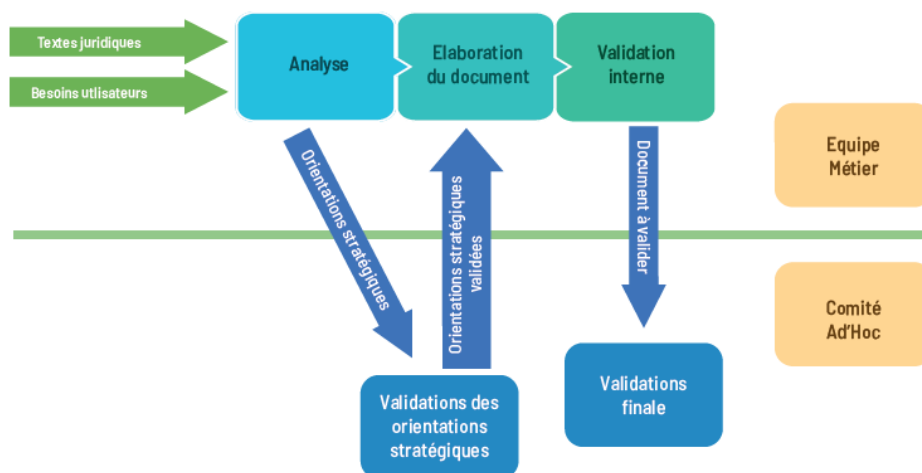 Textes juridiques
Besoins utlisateurs
Analyse
Elaboration
du document
Validation
interne
Orientations stratégiques
Orientations stratégiques
validées
Document à valider
Equipe
Métier
Comité
Ad'Hoc
Validations des
orientations
stratégiques
Validations
finale